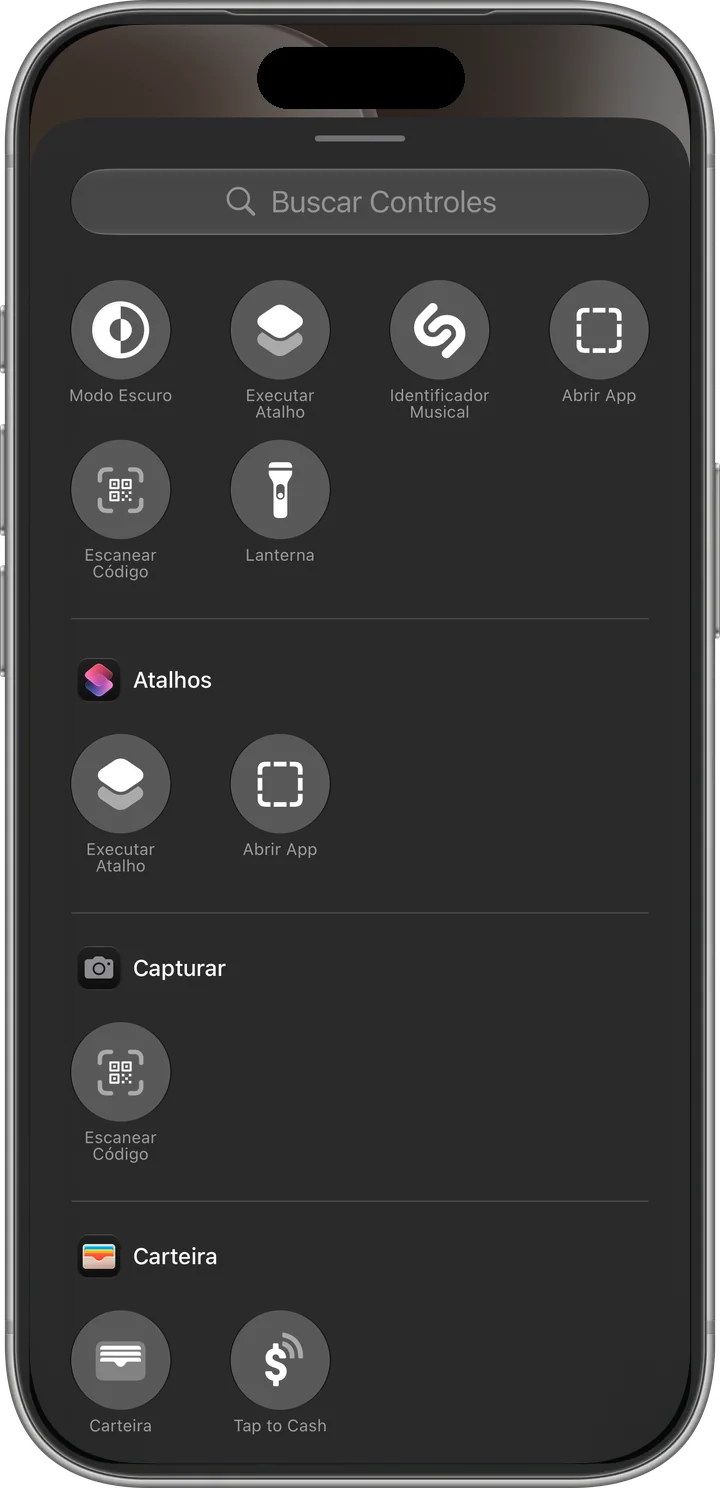 Buscar Controles
Modo Escuro
Executar
Atalho
Identificador
Musical
Abrir App
Escanear
Código
Lanterna
Atalhos
Executar
Atalho
Abrir App
Capturar
Escanear
Código
Carteira
Carteira
Tap to Cash